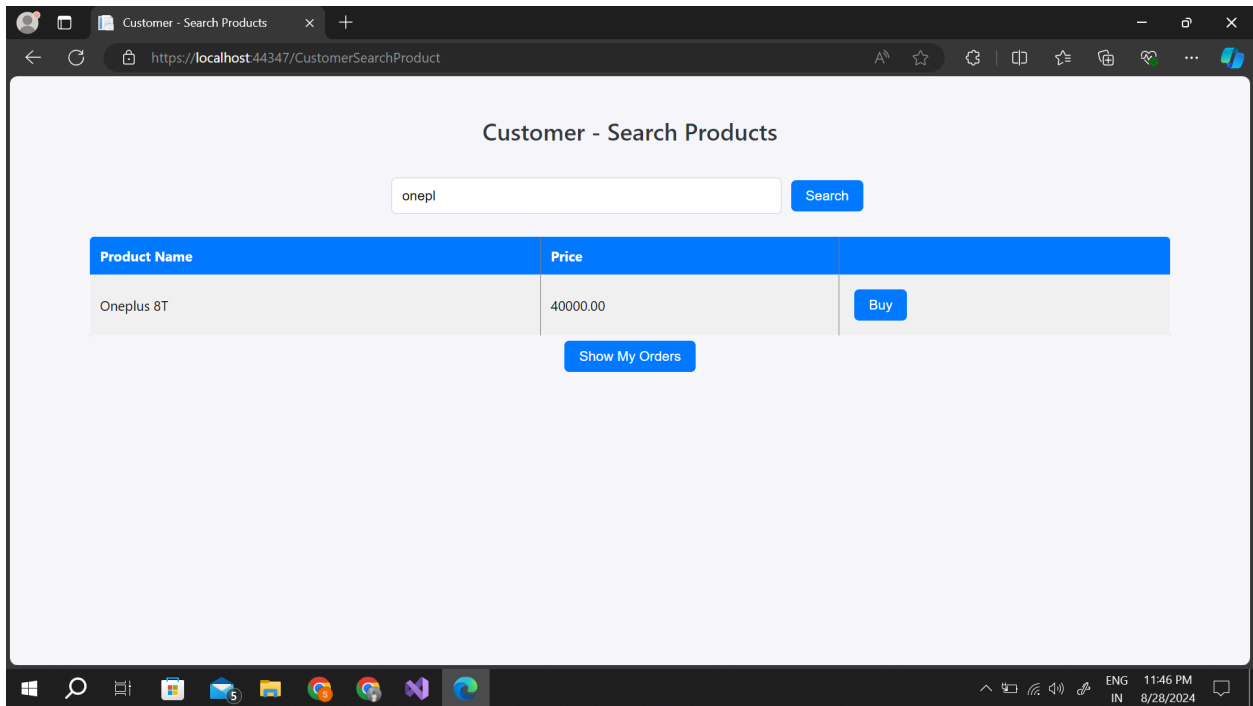 Customer - Search Products
https://localhost:44347/CustomerSearchProduct
Customer - Search Products
onepl Search
Product Name Price
Oneplus 8T 40000.00 Buy
Show My Orders
5 S ENG 11:46 PM
IN 8/28/2024